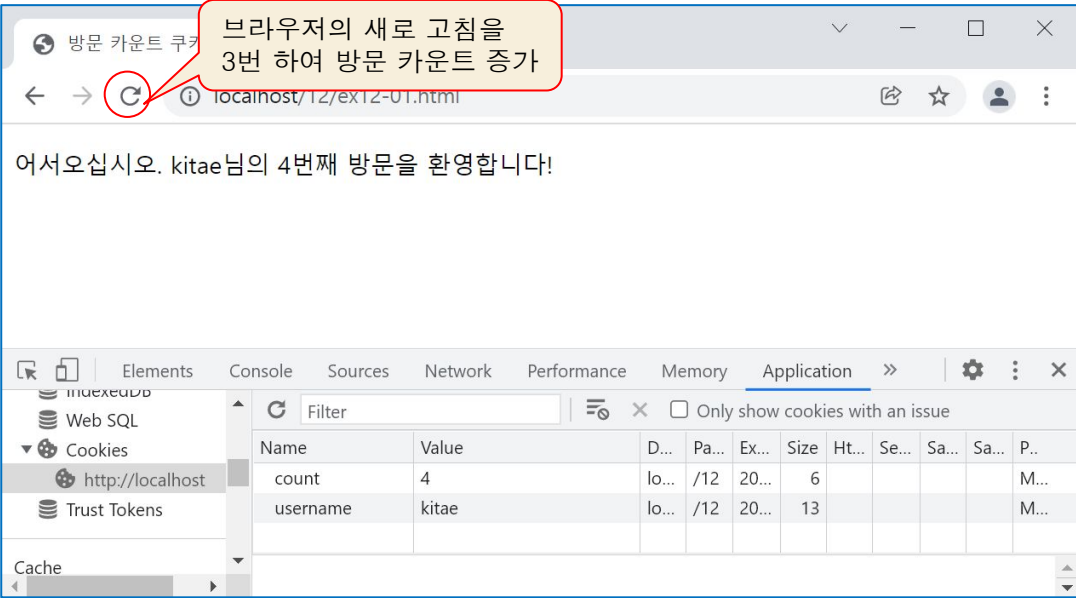 방문 카운트 쿠키
브라우저의 새로 고침을
3번 하여 방문 카운트 증가
localhost/12/ex12-01.html
어서오십시오. kitae님의 4번째 방문을 환영합니다!
Elements Console Sources Network Performance Memory Application
IndexedDB
Web SQL
Cookies
http://localhost
Trust Tokens
Cache
Filter
Only show cookies with an issue
Name Value D... Pa... Ex... Size Ht... Se... Sa... Sa... P..
count 4 lo... /12 20... 6 M...
username kitae lo... /12 20... 13 M...